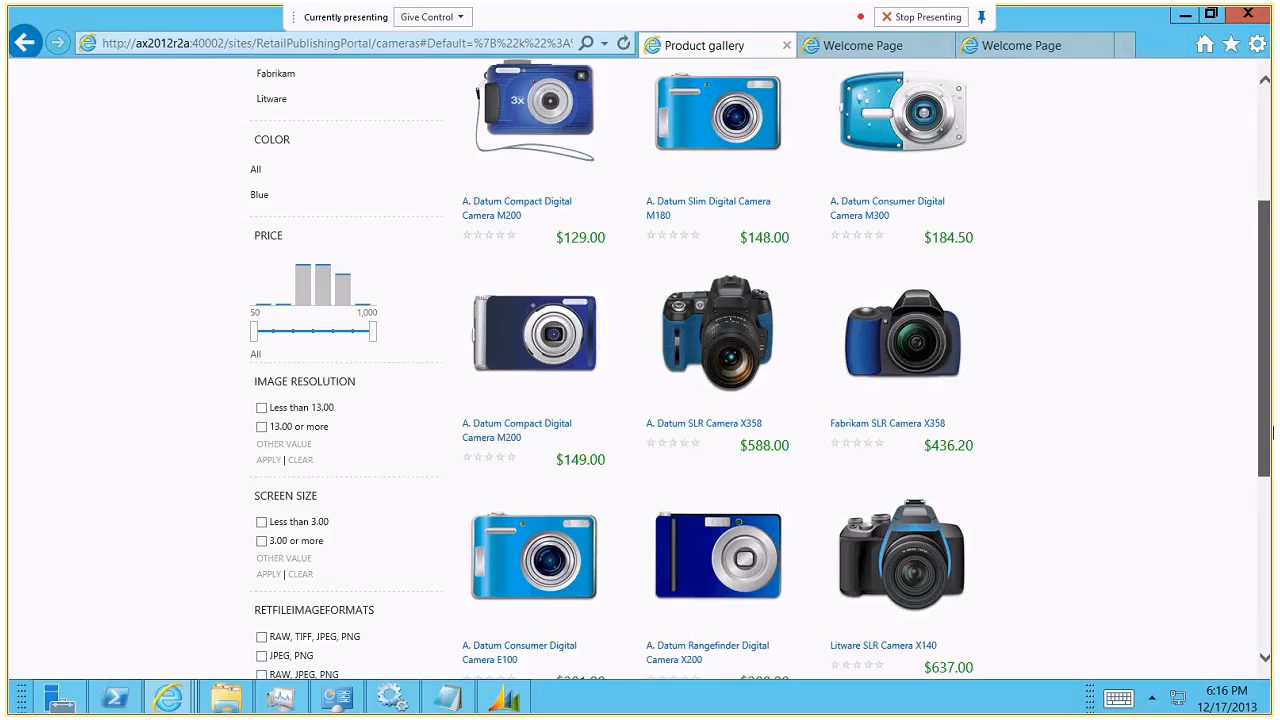 Currently presenting
Give Control
Stop Presenting
http://ax2012r2a:40002/sites/RetailPublishingPortal/cameras#Default=%7B%22k%22%3A%
Product gallery
Welcome Page
Welcome Page
Fabrikam
Litware
COLOR
All
Blue
PRICE
50
1,000
All
IMAGE RESOLUTION
Less than 13.00
13.00 or more
OTHER VALUE
APPLY | CLEAR
SCREEN SIZE
Less than 3.00
3.00 or more
OTHER VALUE
APPLY | CLEAR
RETFILEIMAGEFORMATS
RAW, TIFF, JPEG, PNG
JPEG, PNG
RAW, JPEG, PNG
3X
A. Datum Compact Digital
Camera M200
$129.00
A. Datum Slim Digital Camera
M180
$148.00
A. Datum Consumer Digital
Camera M300
$184.50
A. Datum Compact Digital
Camera M200
$149.00
A. Datum SLR Camera X358
$588.00
Fabrikam SLR Camera X358
$436.20
A. Datum Consumer Digital
Camera E100
A. Datum Rangefinder Digital
Camera X200
Litware SLR Camera X140
$637.00
6:16 PM
12/17/2013